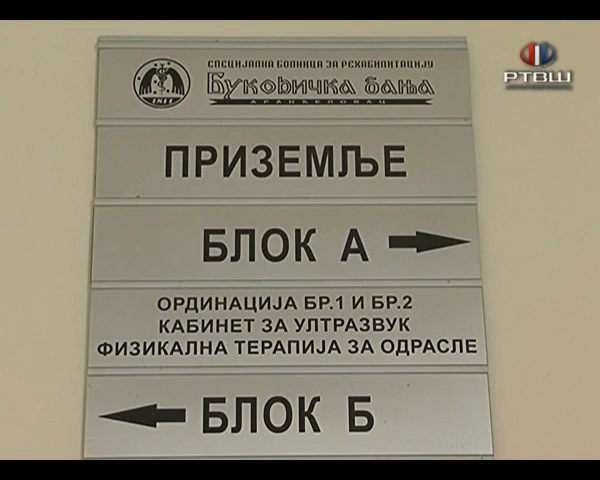 СПЕЦИЈАЛНА БОЛНИЦА ЗА РЕХАБИЛИТАЦИЈУ
Буковичка бања
АРАНЂЕЛОВАЦ
1811
РТВШ
ПРИЗЕМЉЕ
БЛОК А
ОРДИНАЦИЈА БР.1 И БР.2
КАБИНЕТ ЗА УЛТРАЗВУК
ФИЗИКАЛНА ТЕРАПИЈА ЗА ОДРАСЛЕ
БЛОК Б